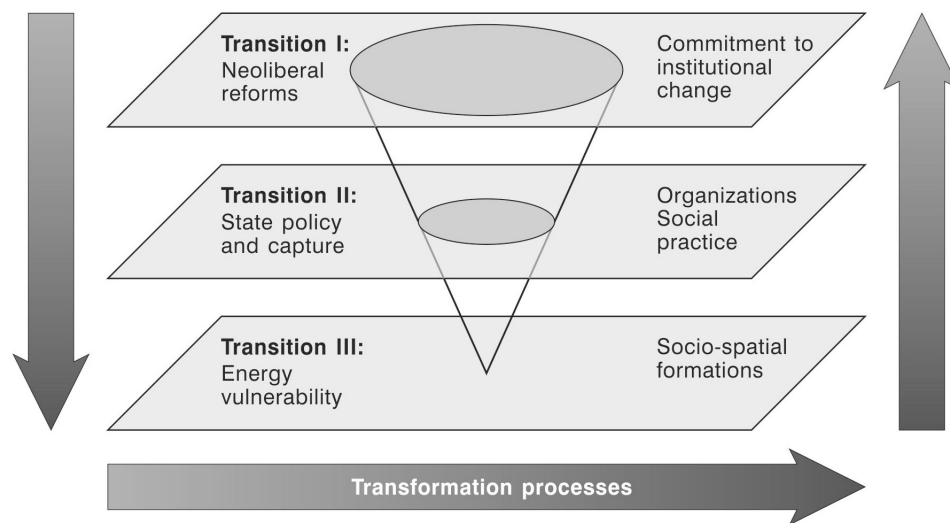 Transition I:
Neoliberal
reforms
Commitment to
institutional
change
Transition II:
State policy
and capture
Organizations
Social
practice
Transition III:
Energy
vulnerability
Socio-spatial
formations
Transformation processes